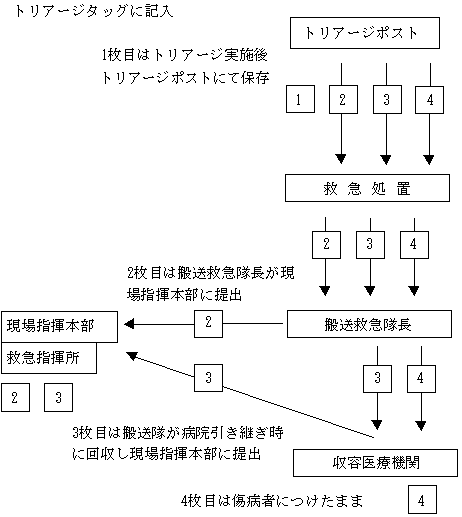 トリアージタッグに記入
トリアージポスト
1枚目はトリアージ実施後
トリアージポストにて保存
1 2 3 4
救急処置
2 3 4
2枚目は搬送救急隊長が現
場指揮本部に提出
現場指揮本部 2 搬送救急隊長
救急指揮所
3 3 4
2 3
3枚目は搬送隊が病院引き継ぎ時
に回収し現場指揮本部に提出
収容医療機関
4枚目は傷病者につけたまま 4